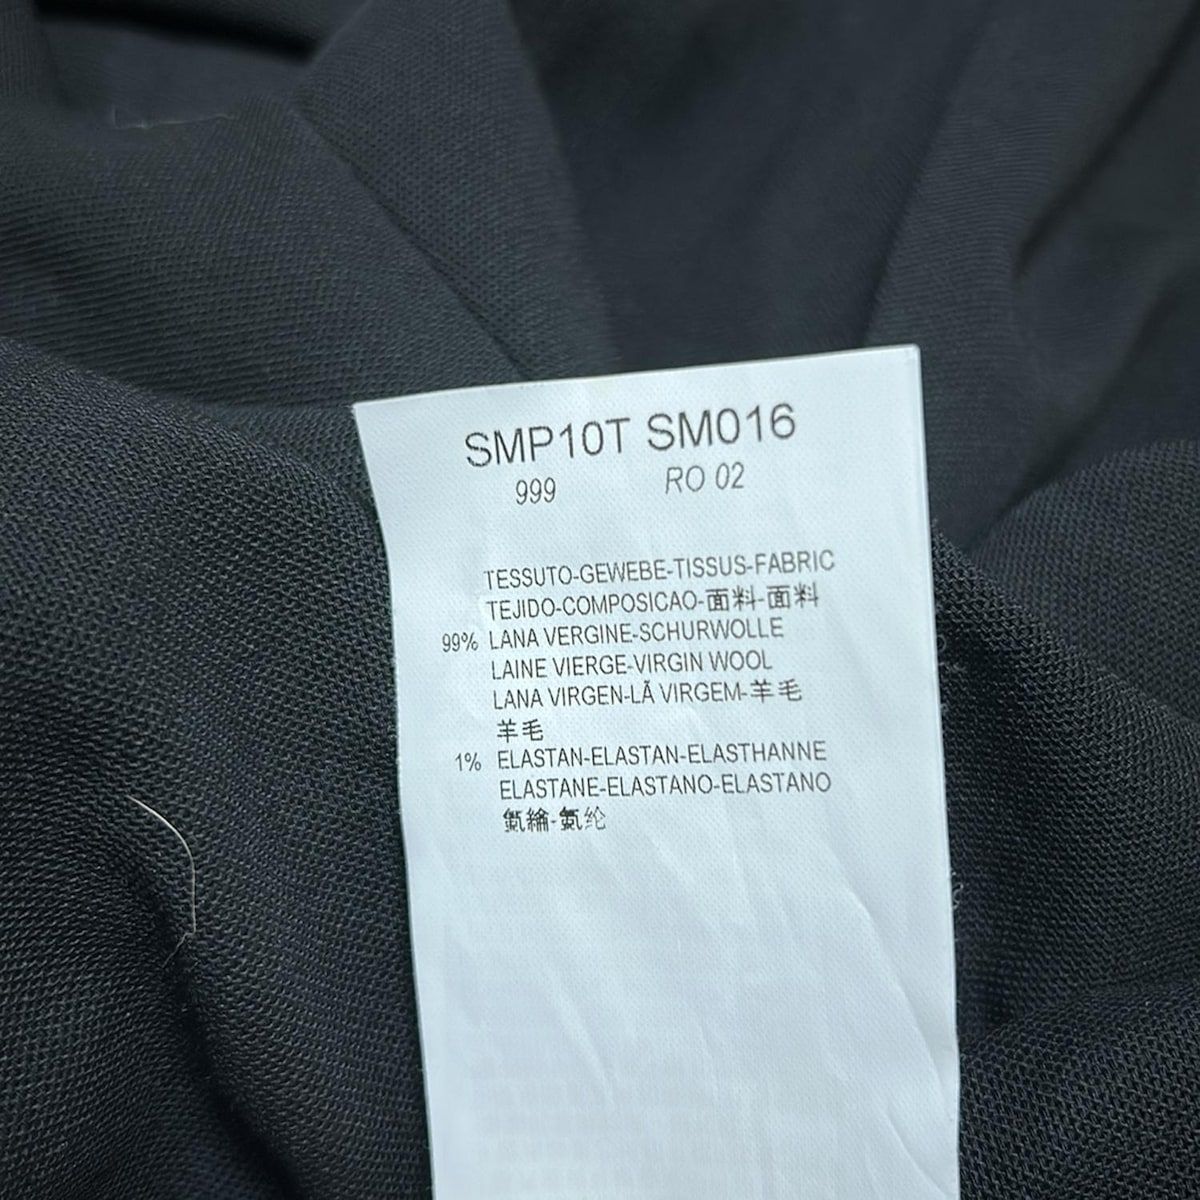 SMP10T SM016
999 RO 02
TESSUTO-GEWEBE-TISSUS-FABRIC
TEJIDO-COMPOSICAO-面料-面料
99% LANA VERGINE-SCHURWOLLE
LAINE VIERGE-VIRGIN WOOL
LANA VIRGEN-LÃ VIRGEM-羊毛
羊毛
1% ELASTAN-ELASTAN-ELASTHANNE
ELASTANE-ELASTANO-ELASTANO
氨綸-氨纶